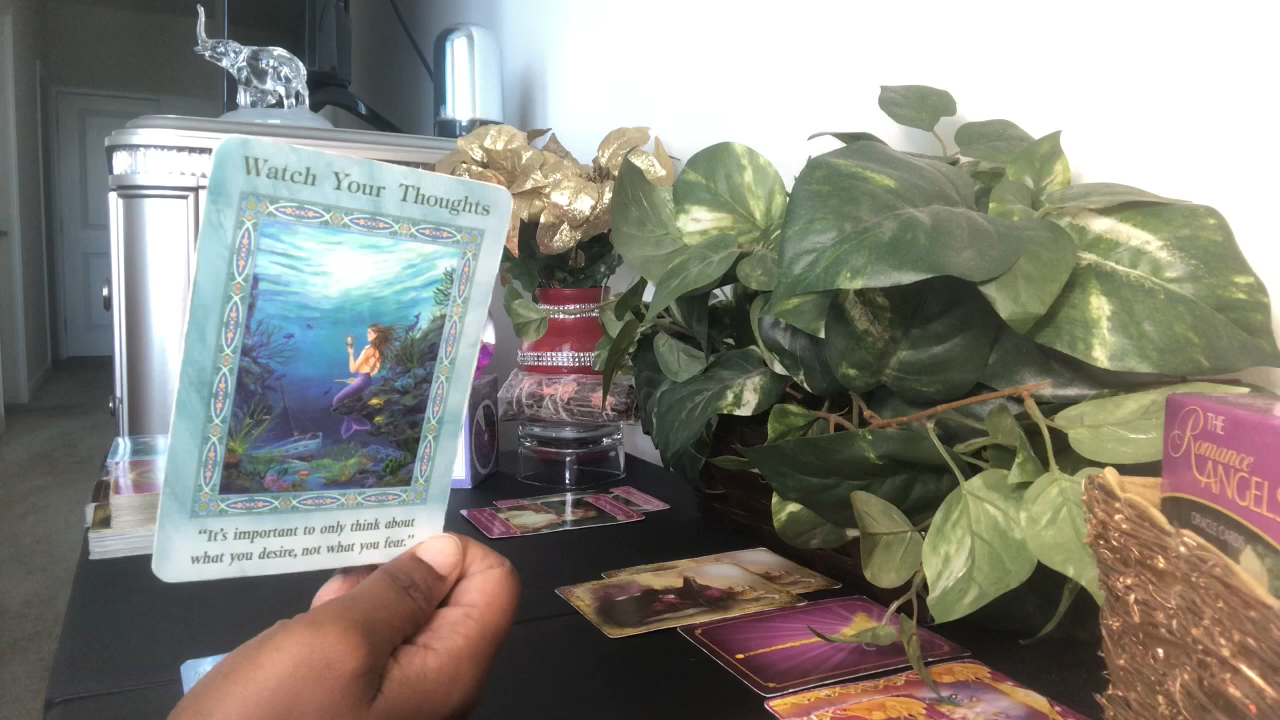 Watch Your Thoughts
“It’s important to only think about
what you desire, not what you fear.”
THE
Romance
ANGEL
ORACLE CARDS